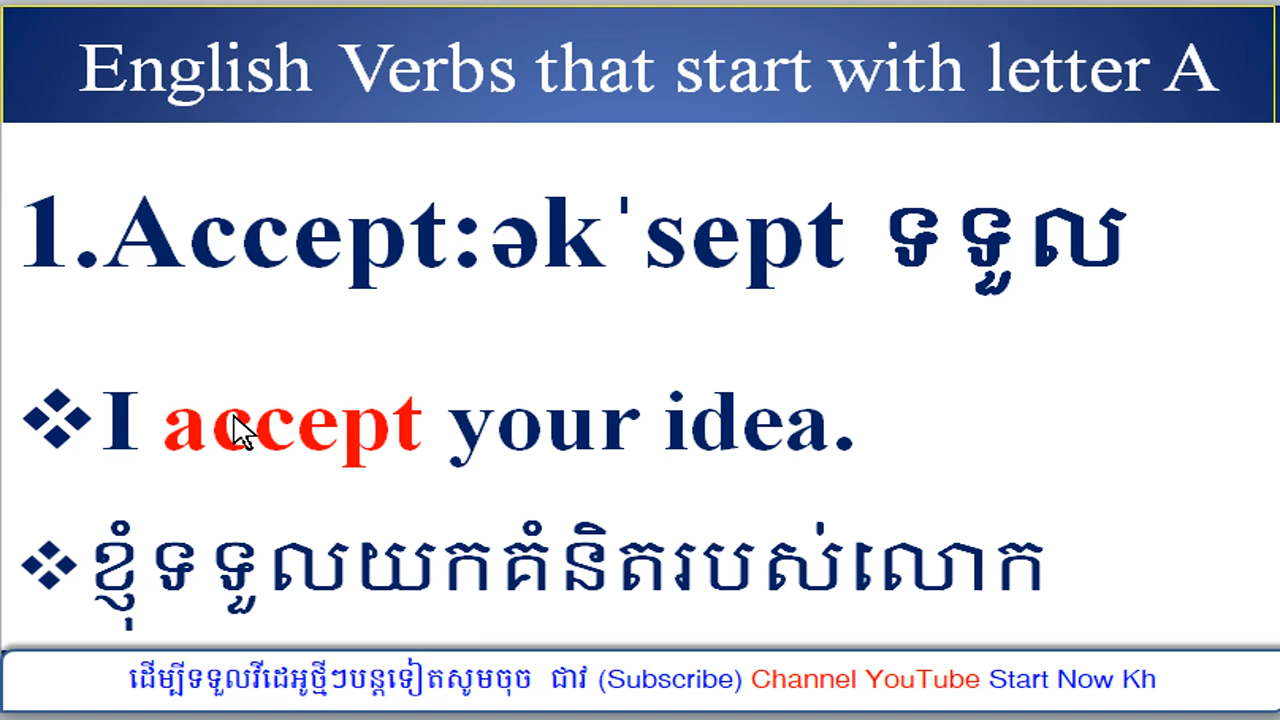 English Verbs that start with letter A
1.Accept:əkˈsept ទទួល
❖I accept your idea.
❖ខ្ញុំទទួលយកគំនិតរបស់លោក
ដើម្បីទទួលវីដេអូថ្មីៗបន្តទៀតសូមចុច ជាវ (Subscribe) Channel YouTube Start Now Kh